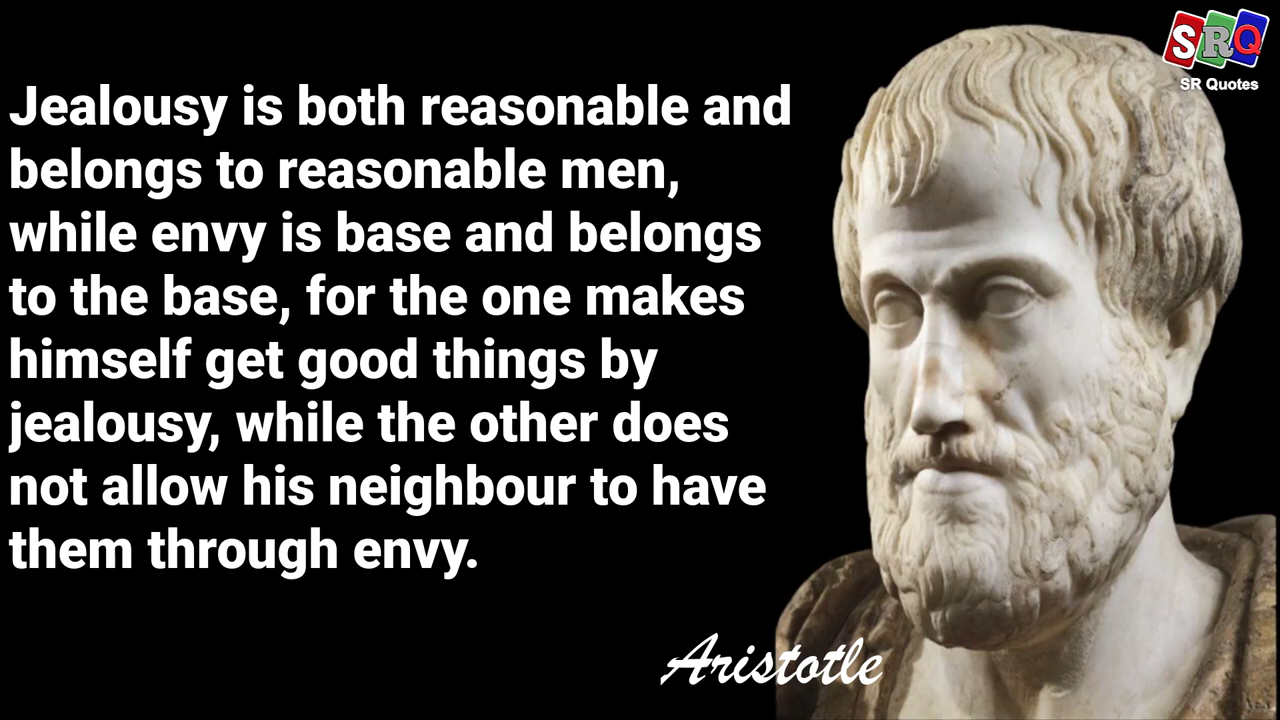 SRQ
SR Quotes
Jealousy is both reasonable and
belongs to reasonable men,
while envy is base and belongs
to the base, for the one makes
himself get good things by
jealousy, while the other does
not allow his neighbour to have
them through envy.
Aristotle